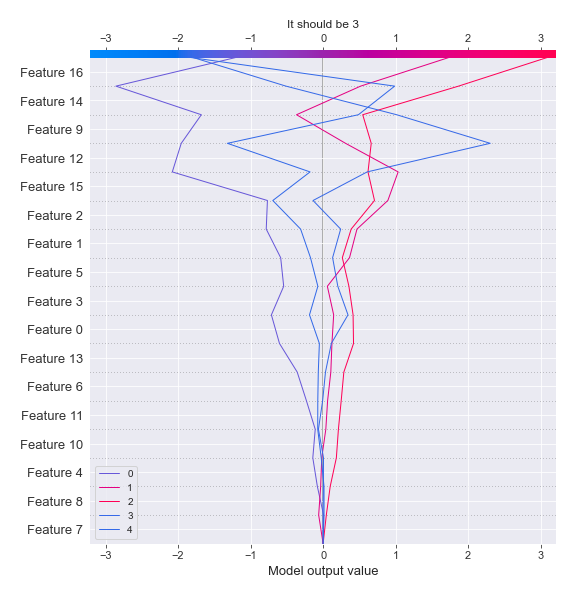 It should be 3
−3 −2 −1 0 1 2 3
Feature 16
Feature 14
Feature 9
Feature 12
Feature 15
Feature 2
Feature 1
Feature 5
Feature 3
Feature 0
Feature 13
Feature 6
Feature 11
Feature 10
Feature 4
Feature 8
Feature 7
0
1
2
3
4
−3 −2 −1 0 1 2 3
Model output value